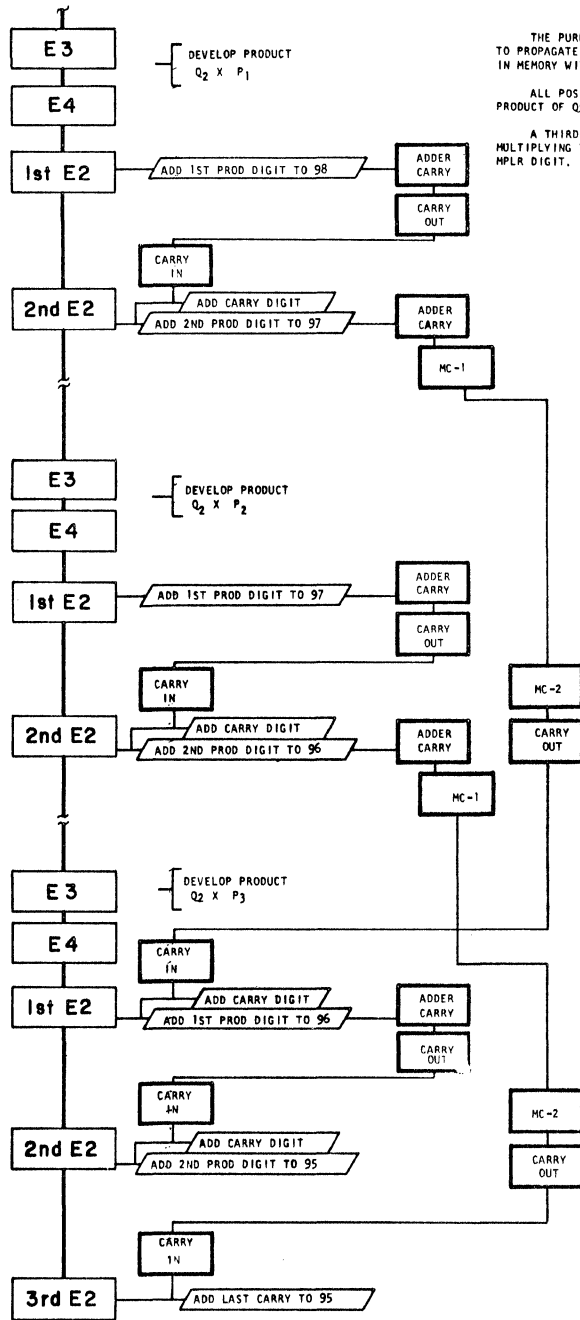 E3
DEVELOP PRODUCT
Q2 X P1
E4
THE
TO PROPAGATE
IN MEMORY
ALL
PRODUCT OF
A THIRD
MULTIPLYING
MPLR DIGIT.
1st E2
ADD 1ST PROD DIGIT TO 98
ADDER
CARRY
CARRY
OUT
CARRY
IN
2nd E2
ADD CARRY DIGIT
ADD 2ND PROD DIGIT TO 97
ADDER
CARRY
MC-1
E3
DEVELOP PRODUCT
Q2 X P2
E4
1st E2
ADD 1ST PROD DIGIT TO 97
ADDER
CARRY
CARRY
OUT
CARRY
IN
MC-2
2nd E2
ADD CARRY DIGIT
ADD 2ND PROD DIGIT TO 96
ADDER
CARRY
CARRY
OUT
MC-1
E3
DEVELOP PRODUCT
Q2 X P3
E4
CARRY
IN
1st E2
ADD CARRY DIGIT
ADD 1ST PROD DIGIT TO 96
ADDER
CARRY
CARRY
OUT
CARRY
IN
MC-2
2nd E2
ADD CARRY DIGIT
ADD 2ND PROD DIGIT TO 95
CARRY
OUT
CARRY
IN
3rd E2
ADD LAST CARRY TO 95